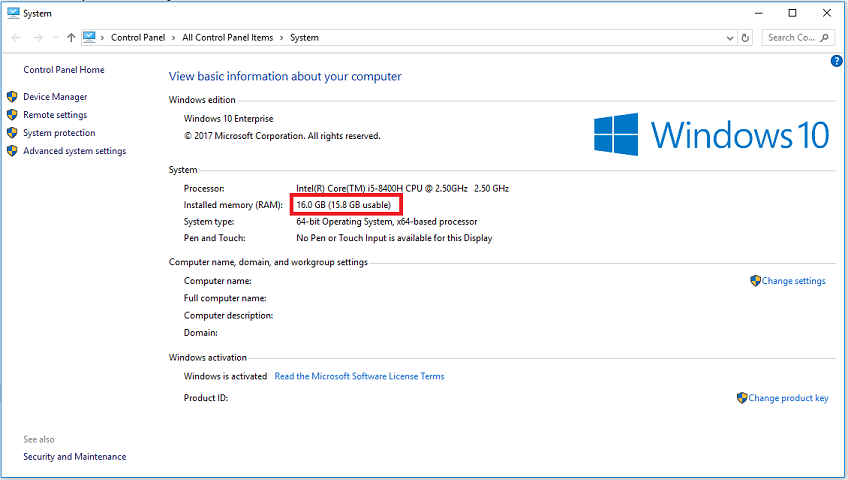 System
Control Panel > All Control Panel Items > System
Search Co...
Control Panel Home
Device Manager
Remote settings
System protection
Advanced system settings
See also
Security and Maintenance
?
View basic information about your computer
Windows edition
Windows 10 Enterprise
© 2017 Microsoft Corporation. All rights reserved.
Windows 10
System
Processor: Intel(R) Core(TM) i5-8400H CPU @ 2.50GHz 2.50 GHz
Installed memory (RAM): 16.0 GB (15.8 GB usable)
System type: 64-bit Operating System, x64-based processor
Pen and Touch: No Pen or Touch Input is available for this Display
Computer name, domain, and workgroup settings
Computer name:
Change settings
Full computer name:
Computer description:
Domain:
Windows activation
Windows is activated Read the Microsoft Software License Terms
Product ID:
Change product key